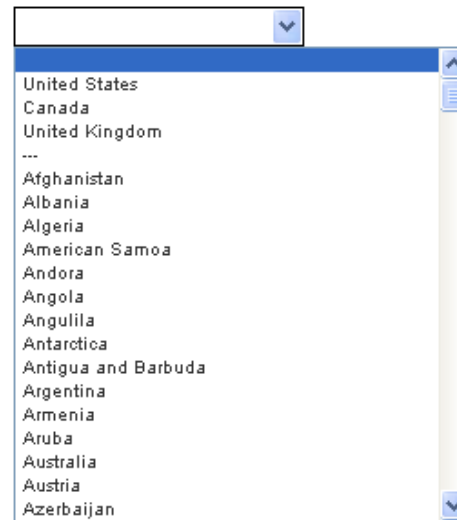 United States
Canada
United Kingdom
---
Afghanistan
Albania
Algeria
American Samoa
Andora
Angola
Angulila
Antarctica
Antigua and Barbuda
Argentina
Armenia
Aruba
Australia
Austria
Azerbaijan